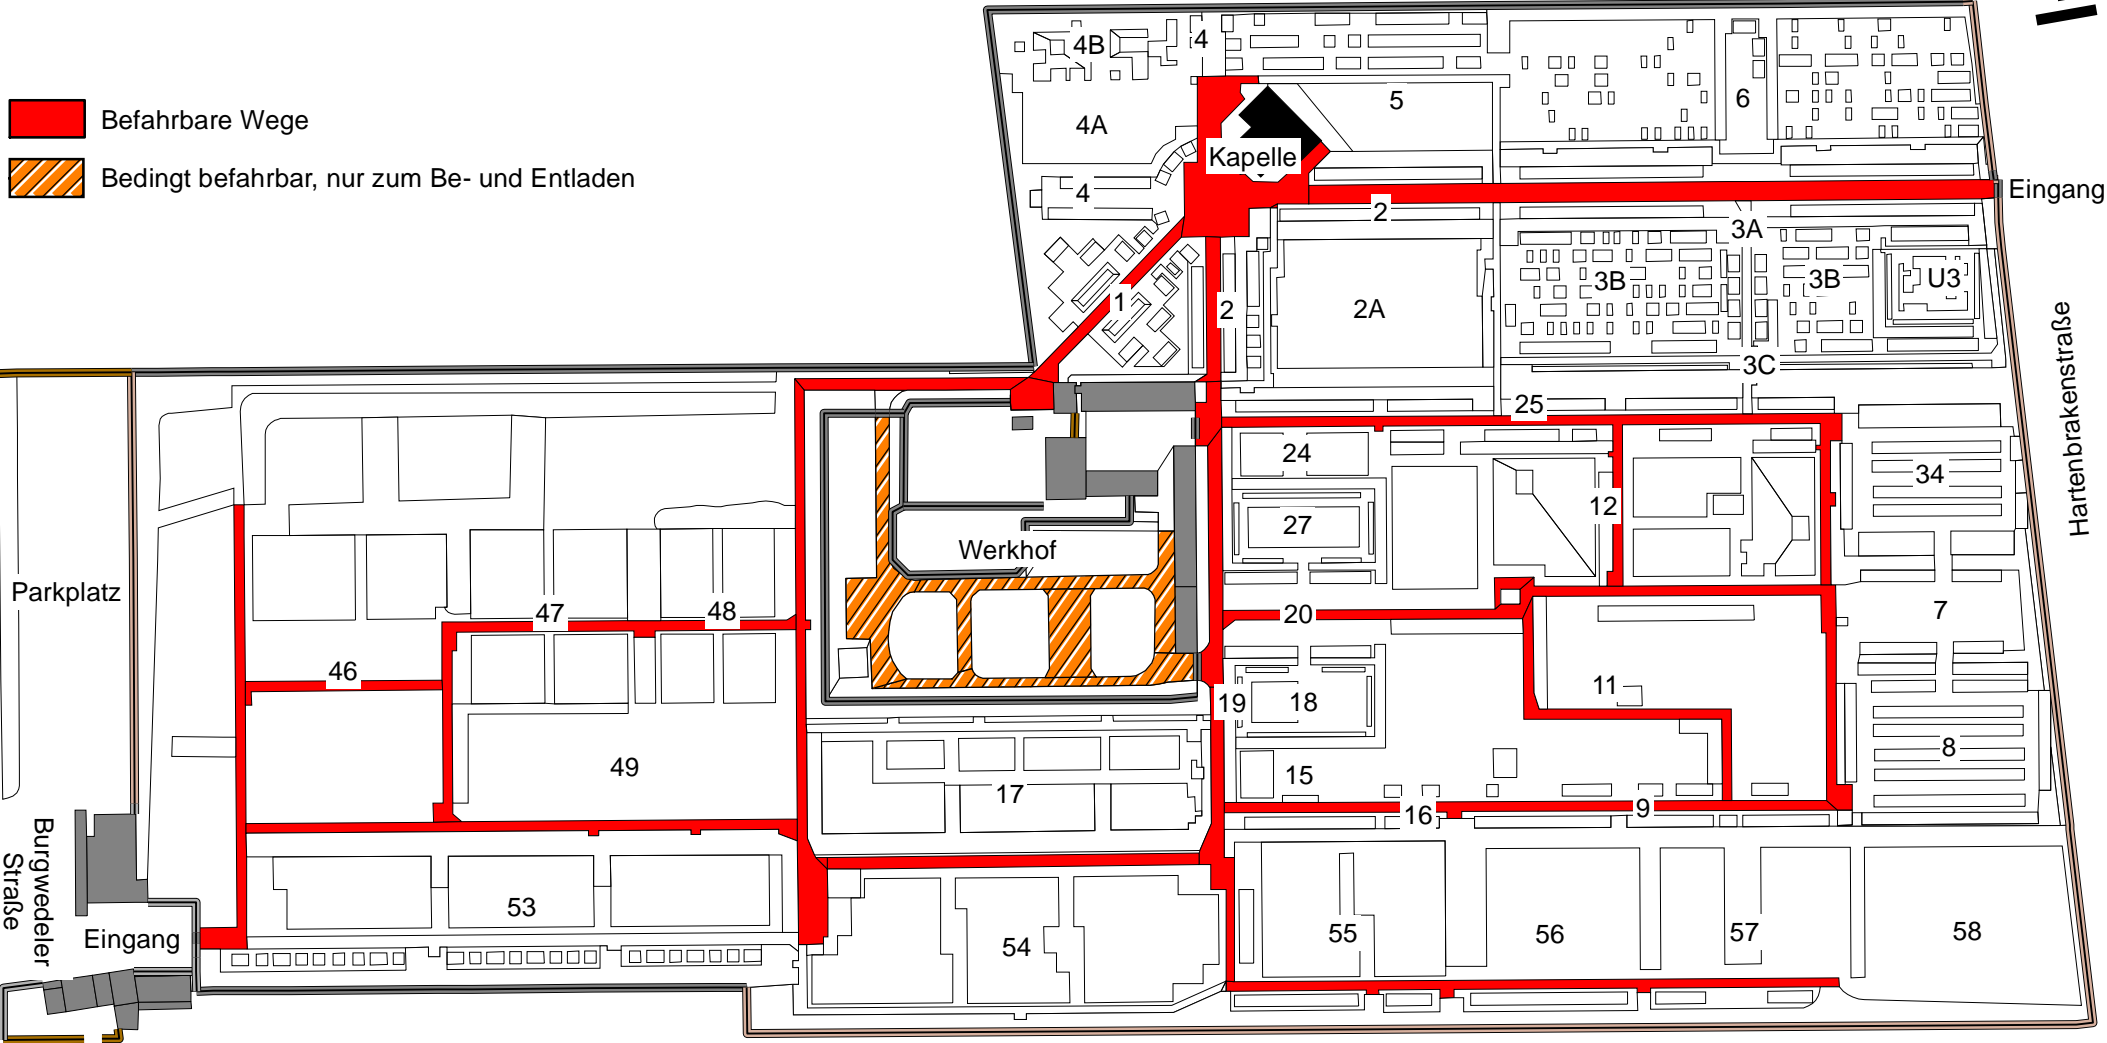 4B
4
Befahrbare Wege
4A
5
6
Kapelle
Bedingt befahrbar, nur zum Be- und Entladen
4
2
Eingang
3A
3B
3B
U3
1
2
2A
3C
25
Hartenbrakenstraße
24
34
12
27
Werkhof
Parkplatz
47
48
20
7
46
11
19
18
8
49
15
17
16
9
Burgwedeler
Straße
53
55
56
57
58
Eingang
54